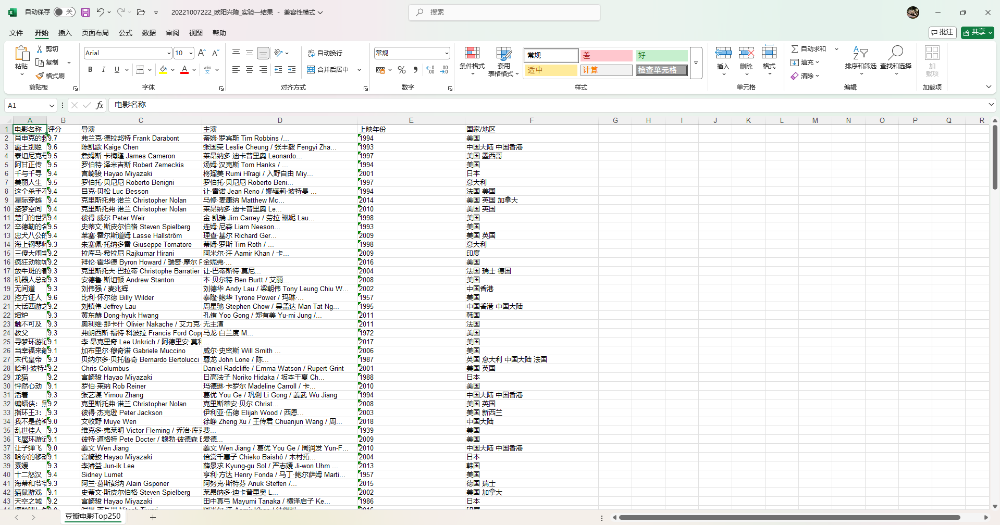 自动保存 关 20221007222_欧阳兴隆_实验一结果 - 兼容性模式 搜索
文件 开始 插入 页面布局 公式 数据 审阅 视图 帮助 批注 共享
粘贴 剪切 复制 格式刷 剪贴板
Arial 10 字体
自动换行 合并后居中 对齐方式
常规 数字
条件格式 套用表格格式 常规 差 好 适中 计算 检查单元格 样式
插入 删除 格式 单元格
自动求和 填充 清除 排序和筛选 查找和选择 编辑
加载项 加载项
A1 fx 电影名称
A B C D E F G H I J K L M N O P Q R
1 电影名称 评分 导演 主演 上映年份 国家/地区
2 肖申克的救 9.7 弗兰克·德拉邦特 Frank Darabont 蒂姆·罗宾斯 Tim Robbins /... 1994 美国
3 霸王别姬 9.6 陈凯歌 Kaige Chen 张国荣 Leslie Cheung / 张丰毅 Fengyi Zha... 1993 中国大陆 中国香港
4 泰坦尼克号 9.5 詹姆斯·卡梅隆 James Cameron 莱昂纳多·迪卡普里奥 Leonardo... 1997 美国 墨西哥
5 阿甘正传 9.5 罗伯特·泽米吉斯 Robert Zemeckis 汤姆·汉克斯 Tom Hanks / ... 1994 美国
6 千与千寻 9.4 宫崎骏 Hayao Miyazaki 柊瑠美 Rumi Hîragi / 入野自由 Miy... 2001 日本
7 美丽人生 9.5 罗伯托·贝尼尼 Roberto Benigni 罗伯托·贝尼尼 Roberto Beni... 1997 意大利
8 这个杀手不 9.4 吕克·贝松 Luc Besson 让·雷诺 Jean Reno / 娜塔莉·波特曼 ... 1994 法国 美国
9 星际穿越 9.4 克里斯托弗·诺兰 Christopher Nolan 马修·麦康纳 Matthew Mc... 2014 美国 英国 加拿大
10 盗梦空间 9.4 克里斯托弗·诺兰 Christopher Nolan 莱昂纳多·迪卡普里奥 Le... 2010 美国 英国
11 楚门的世界 9.4 彼得·威尔 Peter Weir 金·凯瑞 Jim Carrey / 劳拉·琳妮 Lau... 1998 美国
12 辛德勒的名 9.5 史蒂文·斯皮尔伯格 Steven Spielberg 连姆·尼森 Liam Neeson... 1993 美国
13 忠犬八公的 9.4 莱塞·霍尔斯道姆 Lasse Hallström 理查·基尔 Richard Ger... 2009 美国 英国
14 海上钢琴师 9.3 朱塞佩·托纳多雷 Giuseppe Tornatore 蒂姆·罗斯 Tim Roth / ... 1998 意大利
15 三傻大闹宝 9.2 拉库马·希拉尼 Rajkumar Hirani 阿米尔·汗 Aamir Khan / 卡... 2009 印度
16 疯狂动物城 9.2 拜伦·霍华德 Byron Howard / 瑞奇·摩尔 金妮弗·... 2016 美国
17 放牛班的春 9.3 克里斯托夫·巴拉蒂 Christophe Barratier 让-巴蒂斯特·莫尼... 2004 法国 瑞士 德国
18 机器人总动 9.3 安德鲁·斯坦顿 Andrew Stanton 本·贝尔特 Ben Burtt / 艾丽... 2008 美国
19 无间道 9.3 刘伟强 / 麦兆辉 刘德华 Andy Lau / 梁朝伟 Tony Leung Chiu W... 2002 中国香港
20 控方证人 9.6 比利·怀尔德 Billy Wilder 泰隆·鲍华 Tyrone Power / 玛琳·... 1957 美国
21 大话西游之 9.2 刘镇伟 Jeffrey Lau 周星驰 Stephen Chow / 吴孟达 Man Tat Ng... 1995 中国香港 中国大陆
22 熔炉 9.3 黄东赫 Dong-hyuk Hwang 孔侑 Yoo Gong / 郑有美 Yu-mi Jung /... 2011 韩国
23 触不可及 9.3 奥利维·那卡什 Olivier Nakache / 艾力克· 无主演 2011 法国
24 教父 9.3 弗朗西斯·福特·科波拉 Francis Ford Copp 马龙·白兰度 M... 1972 美国
25 寻梦环游记 9.1 李·昂克里奇 Lee Unkrich / 阿德里安·莫利 ... 2017 美国
26 当幸福来敲 9.1 加布里尔·穆奇诺 Gabriele Muccino 威尔·史密斯 Will Smith ... 2006 美国
27 末代皇帝 9.3 贝纳尔多·贝托鲁奇 Bernardo Bertolucci 尊龙 John Lone / 陈... 1987 英国 意大利 中国大陆 法国
28 哈利·波特与 9.2 Chris Columbus Daniel Radcliffe / Emma Watson / Rupert Grint 2001 美国 英国
29 龙猫 9.2 宫崎骏 Hayao Miyazaki 日高法子 Noriko Hidaka / 坂本千夏 Ch... 1988 日本
30 怦然心动 9.1 罗伯·莱纳 Rob Reiner 玛德琳·卡罗尔 Madeline Carroll / 卡... 2010 美国
31 活着 9.3 张艺谋 Yimou Zhang 葛优 You Ge / 巩俐 Li Gong / 姜武 Wu Jiang 1994 中国大陆 中国香港
32 蝙蝠侠：黑 9.2 克里斯托弗·诺兰 Christopher Nolan 克里斯蒂安·贝尔 Christ... 2008 美国 英国
33 指环王3： 9.3 彼得·杰克逊 Peter Jackson 伊利亚·伍德 Elijah Wood / 西恩... 2003 美国 新西兰
34 我不是药神 9.0 文牧野 Muye Wen 徐峥 Zheng Xu / 王传君 Chuanjun Wang / 周... 2018 中国大陆
35 乱世佳人 9.3 维克多·弗莱明 Victor Fleming / 乔治·库克 费... 1939 美国
36 飞屋环游记 9.1 彼特·道格特 Pete Docter / 鲍勃·彼德森 爱德... 2009 美国
37 让子弹飞 9.0 姜文 Wen Jiang 姜文 Wen Jiang / 葛优 You Ge / 周润发 Yun-F... 2010 中国大陆 中国香港
38 哈尔的移动 9.1 宫崎骏 Hayao Miyazaki 倍赏千惠子 Chieko Baishô / 木村拓... 2004 日本
39 素媛 9.3 李濬益 Jun-ik Lee 薛景求 Kyung-gu Sol / 严志媛 Ji-won Uhm ... 2013 韩国
40 十二怒汉 9.4 Sidney Lumet 亨利·方达 Henry Fonda / 马丁·鲍尔萨姆 Marti... 1957 美国
41 海蒂和爷爷 9.3 阿兰·葛斯彭纳 Alain Gsponer 阿努克·斯特芬 Anuk Steffen /... 2015 德国 瑞士
42 猫鼠游戏 9.1 史蒂文·斯皮尔伯格 Steven Spielberg 莱昂纳多·迪卡普里奥 L... 2002 美国 加拿大
43 天空之城 9.2 宫崎骏 Hayao Miyazaki 田中真弓 Mayumi Tanaka / 横泽启子 Ke... 1986 日本
豆瓣电影Top250